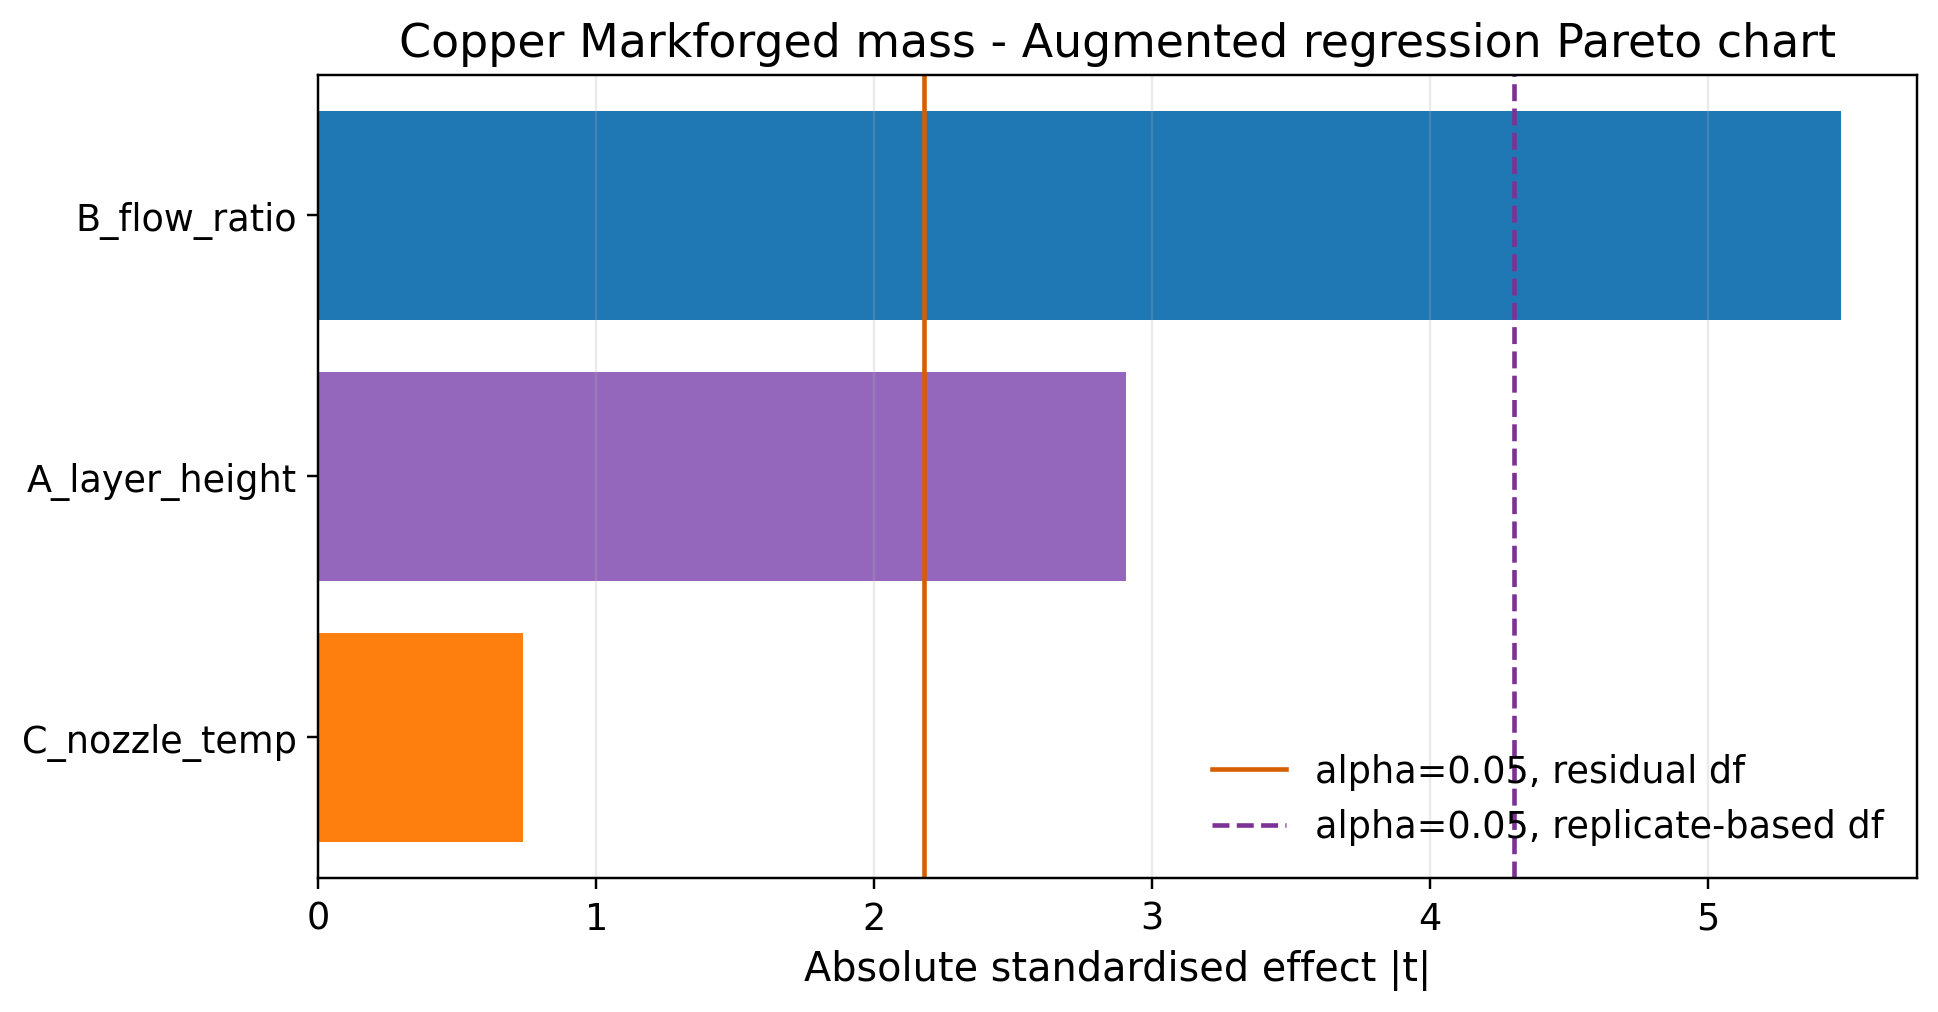 Copper Markforged mass - Augmented regression Pareto chart
B_flow_ratio
A_layer_height
C_nozzle_temp
alpha=0.05, residual df
alpha=0.05, replicate-based df
0 1 2 3 4 5
Absolute standardised effect |t|